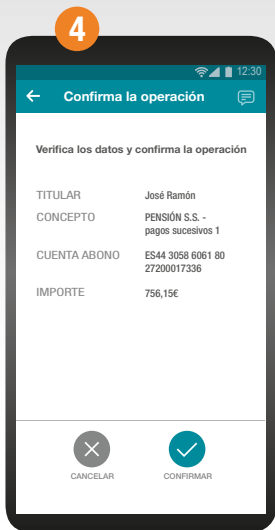 4
12:30
Confirma la operación
Verifica los datos y confirma la operación
TITULAR José Ramón
CONCEPTO PENSIÓN S.S. -
pagos sucesivos 1
CUENTA ABONO ES44 3058 6061 80
27200017336
IMPORTE 756,15€
CANCELAR CONFIRMAR